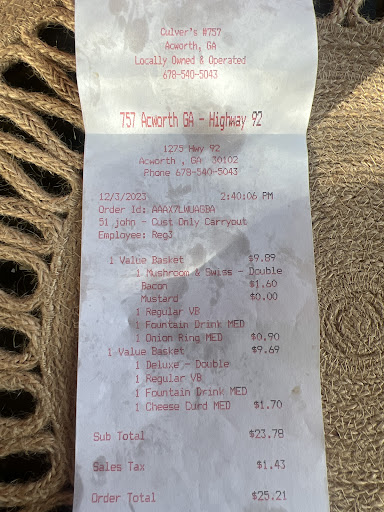 Culver's #757
Acworth, GA
Locally Owned & Operated
678-540-5043
757 Acworth GA - Highway 92
1275 Hwy 92
Acworth , GA 30102
Phone 678-540-5043
12/3/2023 2:40:06 PM
Order Id: AAAX7LWUAGBA
51 john - Cust Only Carryout
Employee: Reg3
1 Value Basket $9.89
1 Mushroom & Swiss - Double
Bacon $1.60
Mustard $0.00
1 Regular VB
1 Fountain Drink MED
1 Onion Ring MED $0.90
1 Value Basket $9.69
1 Deluxe - Double
1 Regular VB
1 Fountain Drink MED
1 Cheese Curd MED $1.70
Sub Total $23.78
Sales Tax $1.43
Order Total $25.21